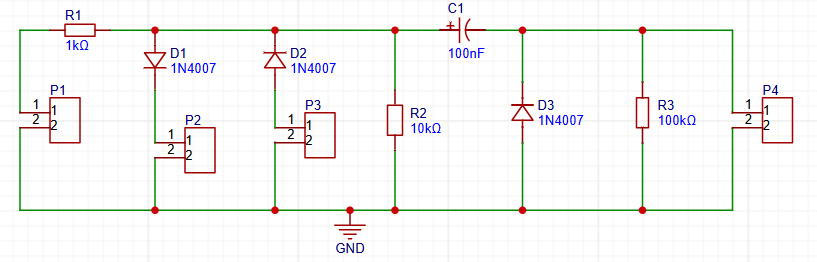 C1
R1
1kΩ
100nF
D1
1N4007
D2
1N4007
P1
1 1
2 2
P2
1 1
2 2
P3
1 1
2 2
R2
10kΩ
D3
1N4007
R3
100kΩ
P4
1 1
2 2
GND